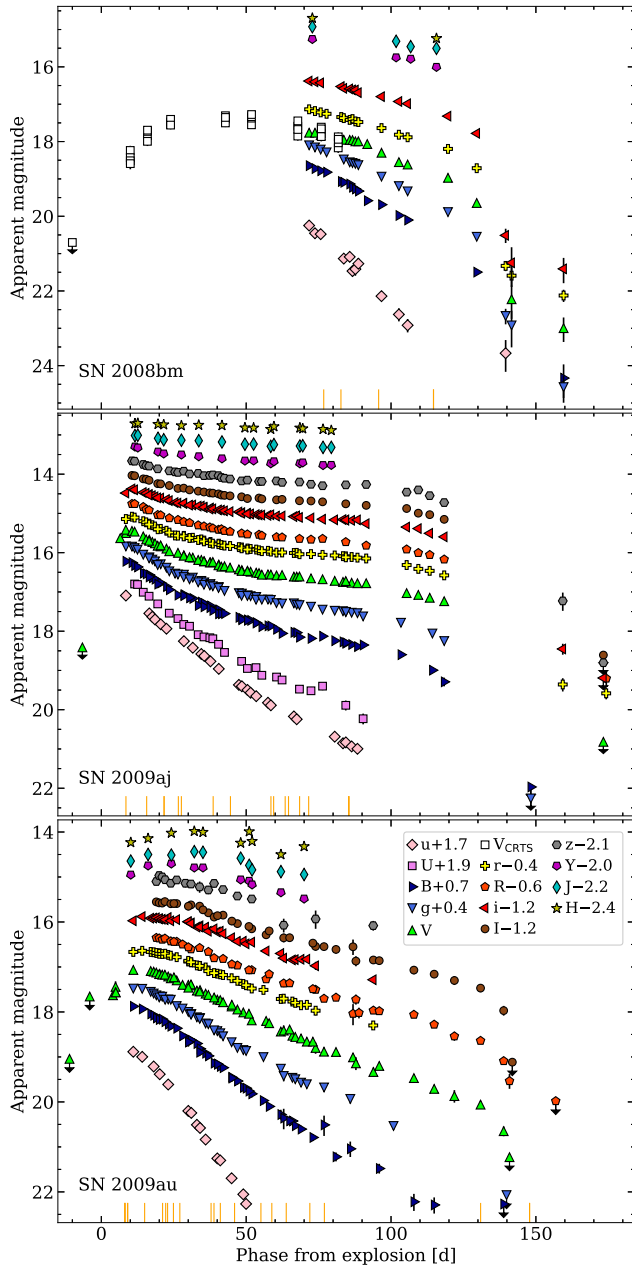 16
18
20
22
24
Apparent magnitude
SN 2008bm
14
16
18
20
22
Apparent magnitude
SN 2009aj
14
16
18
20
22
Apparent magnitude
u+1.7
U+1.9
B+0.7
g+0.4
V
V_CRTS
r−0.4
R−0.6
i−1.2
I−1.2
z−2.1
Y−2.0
J−2.2
H−2.4
SN 2009au
0 50 100 150
Phase from explosion [d]